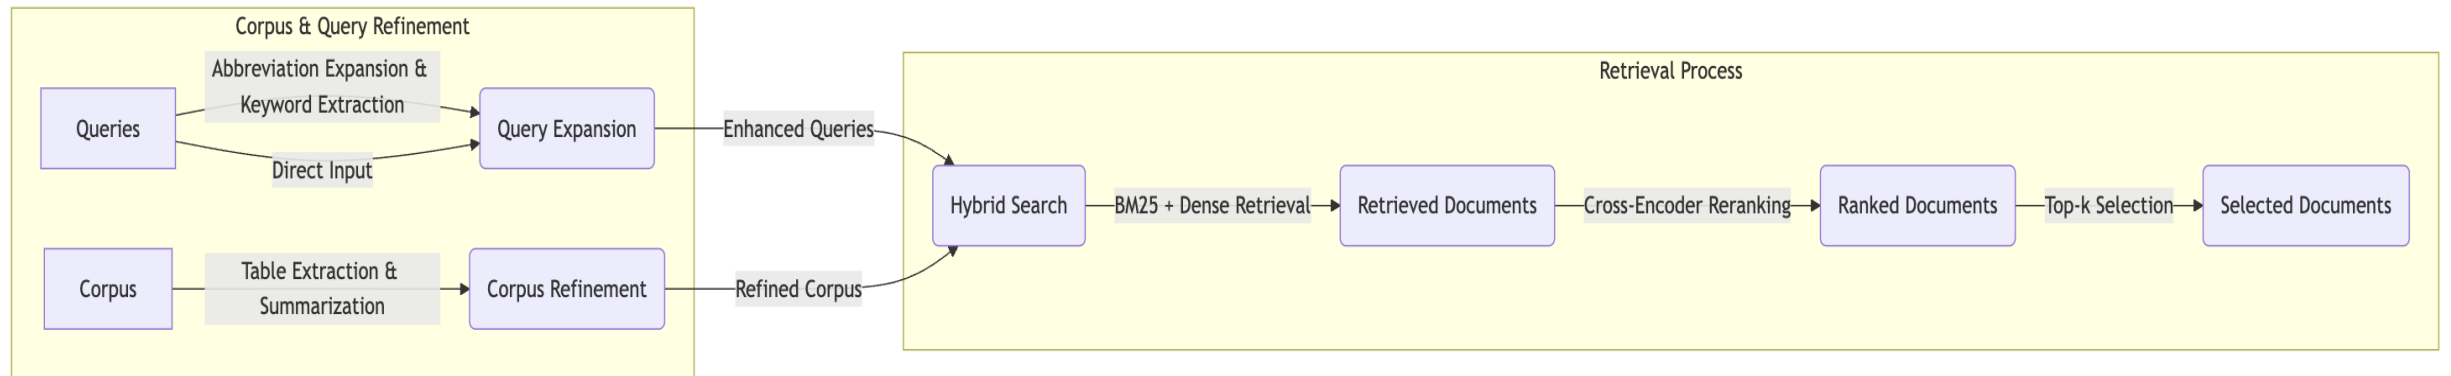 Corpus & Query Refinement
Abbreviation Expansion &
Keyword Extraction
Queries
Query Expansion
Direct Input
Corpus
Table Extraction &
Summarization
Corpus Refinement
Enhanced Queries
Refined Corpus
Retrieval Process
Hybrid Search
BM25 + Dense Retrieval
Retrieved Documents
Cross-Encoder Reranking
Ranked Documents
Top-k Selection
Selected Documents